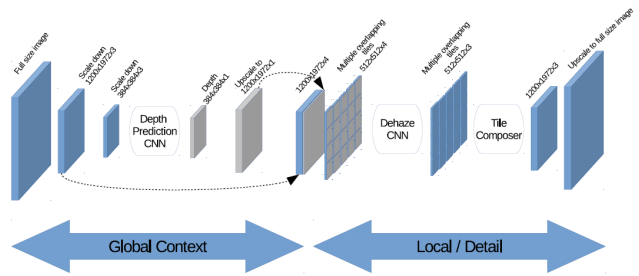 Full size image
Scale down
1200x1972x3
Scale down
384x384x3
Depth
Prediction
CNN
Depth
384x384x1
Upscale to
1200x1972x1
1200x1972x4
Multiple overlapping
tiles
512x512x4
Dehaze
CNN
Multiple overlapping
tiles
512x512x3
Tile
Composer
1200x1972x3
Upscale to full size image
Global Context
Local / Detail